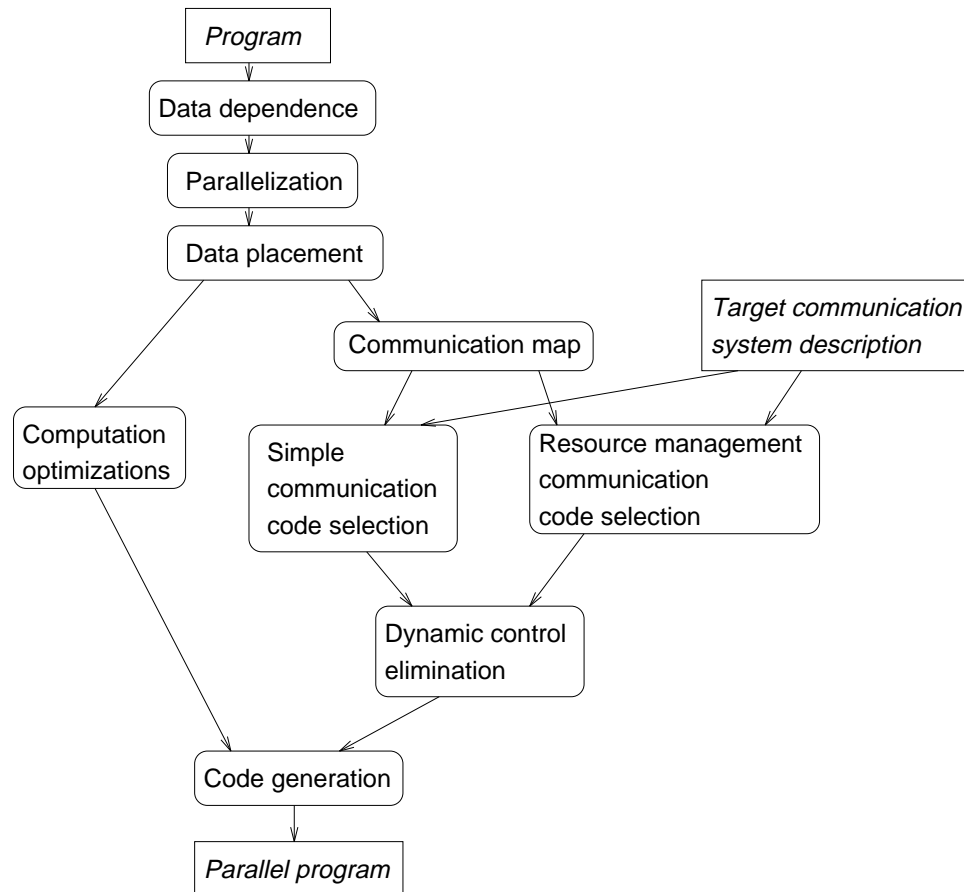 Program
Data dependence
Parallelization
Data placement
Target communication
system description
Communication map
Computation
optimizations
Simple
communication
code selection
Resource management
communication
code selection
Dynamic control
elimination
Code generation
Parallel program